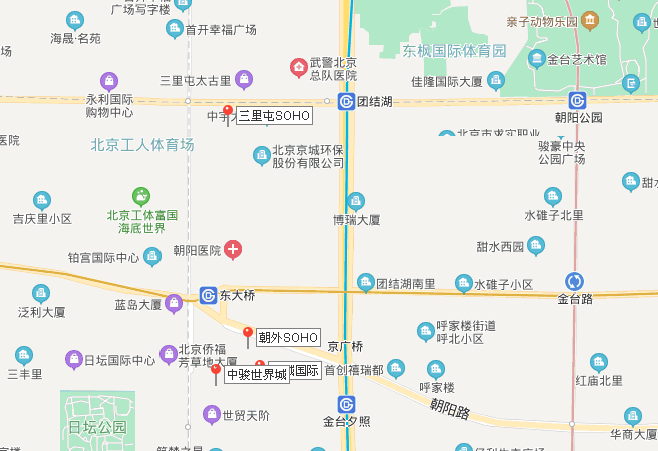 广场写字楼
首开幸福广场
海晟·名苑
亲子动物乐园
东枫国际体育园
金台艺术馆
武警北京
总队医院
三里屯太古里
佳隆国际大厦
永利国际
购物中心
团结湖
朝阳公园
三里屯SOHO
中宇大
医院
北京工人体育场
北京市求实职业
北京京城环保
股份有限公司
骏豪中央
公园广场
甜水
吉庆里小区
北京工体富国
海底世界
博瑞大厦
水碓子北里
铂宫国际中心
朝阳医院
甜水西园
团结湖南里
水碓子小区
泛利大厦
蓝岛大厦
东大桥
金台路
朝外SOHO
呼家楼街道
呼北小区
京广桥
三丰里
日坛国际中心
北京侨福
芳草地大厦
国际
中骏世界城
首创禧瑞都
呼家楼
红庙北里
朝阳路
世贸天阶
金台夕照
日坛公园
华商大厦